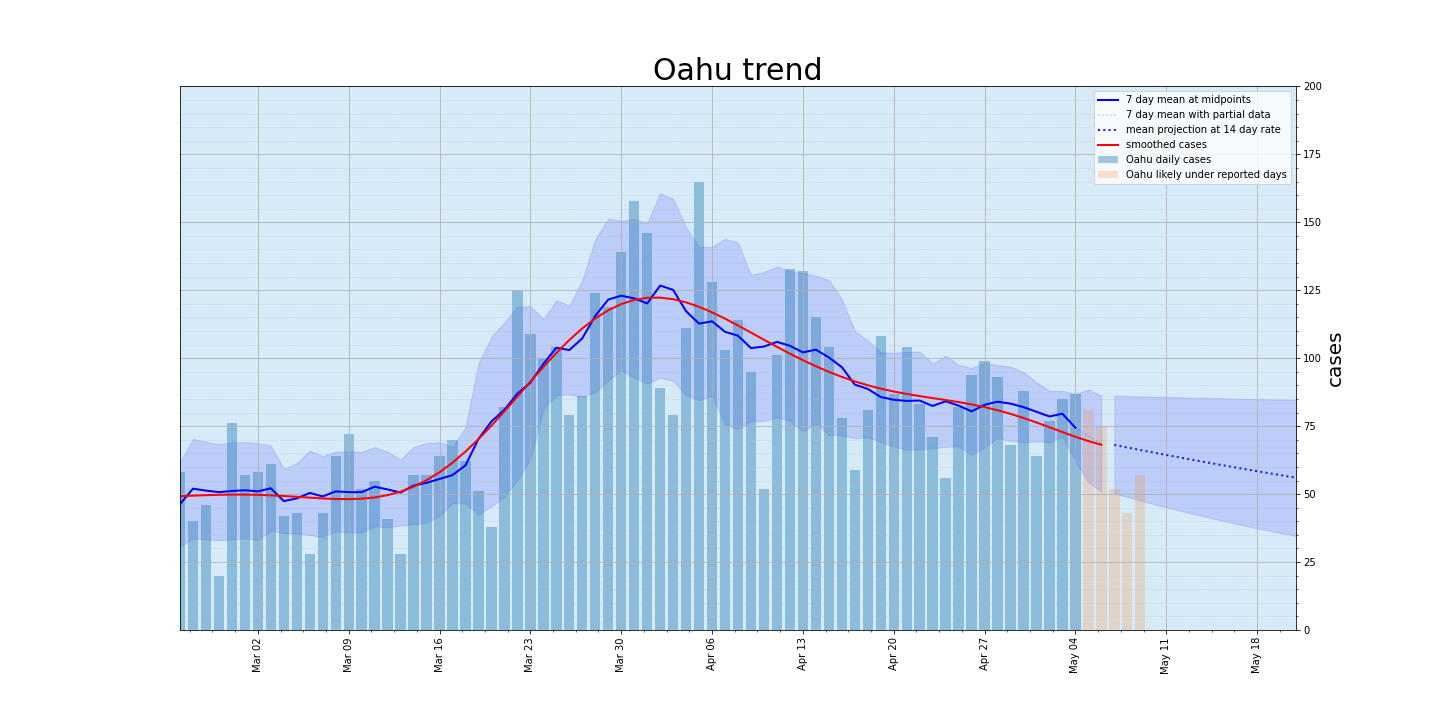 Oahu trend
7 day mean at midpoints
7 day mean with partial data
mean projection at 14 day rate
smoothed cases
Oahu daily cases
Oahu likely under reported days
200
175
150
125
100
75
50
25
0
cases
Mar 02
Mar 09
Mar 16
Mar 23
Mar 30
Apr 06
Apr 13
Apr 20
Apr 27
May 04
May 11
May 18